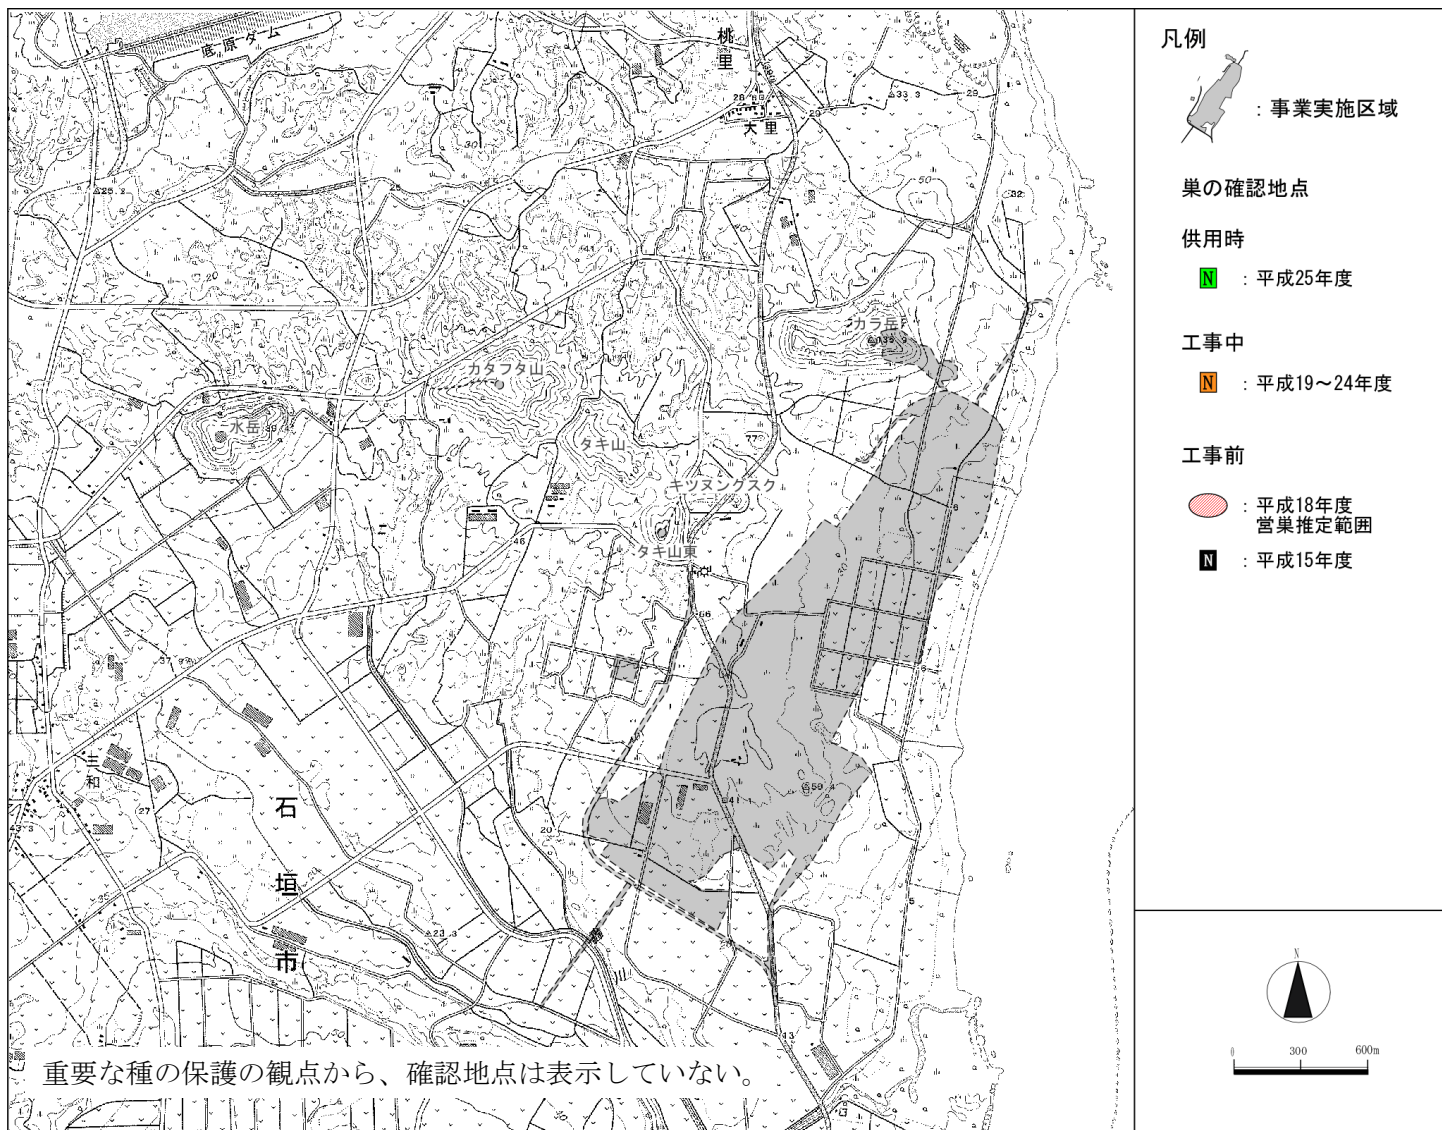 底原ダム
桃里
大里
カラ岳
カタフタ山
水岳
タキ山
キツヌングスク
タキ山東
三和
石垣市
重要な種の保護の観点から、確認地点は表示していない。
凡例
：事業実施区域
巣の確認地点
供用時
N ：平成25年度
工事中
N ：平成19～24年度
工事前
：平成18年度
営巣推定範囲
N ：平成15年度
N
0 300 600m